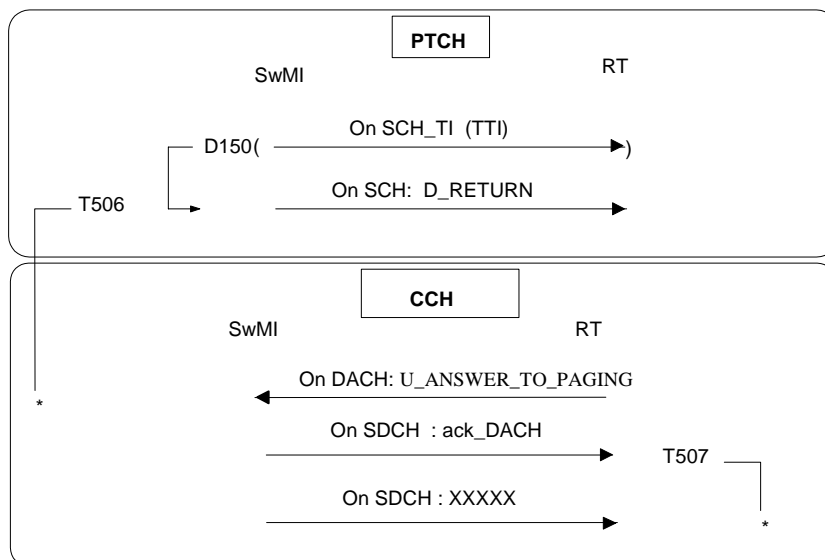 PTCH
SwMI RT
On SCH_TI (TTI)
D150( )
On SCH: D_RETURN
T506
CCH
SwMI RT
On DACH: U_ANSWER_TO_PAGING
*
On SDCH : ack_DACH
T507
On SDCH : XXXXX
*